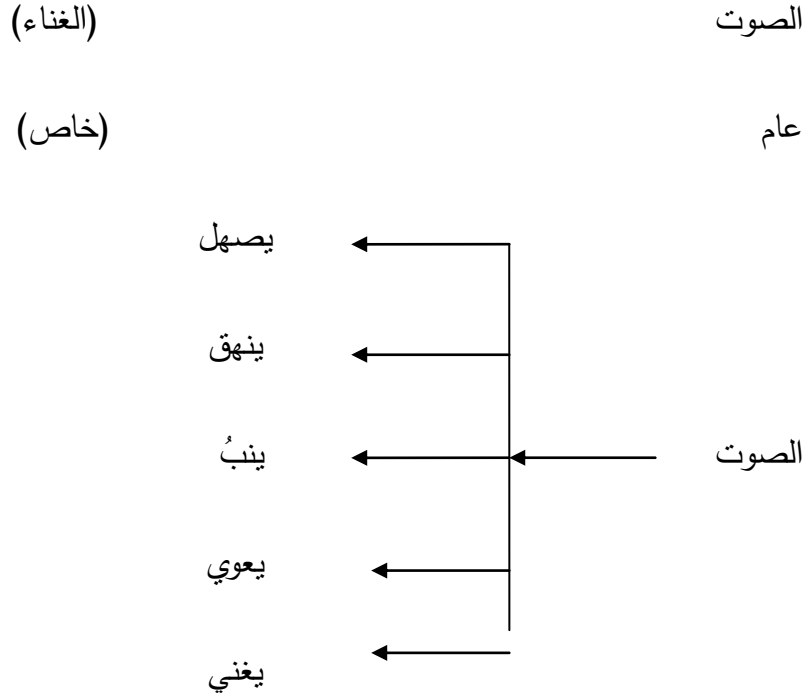 الصوت (الغناء)
عام (خاص)
يصهل
ينهق
الصوت ينبُ
يعوي
يغني